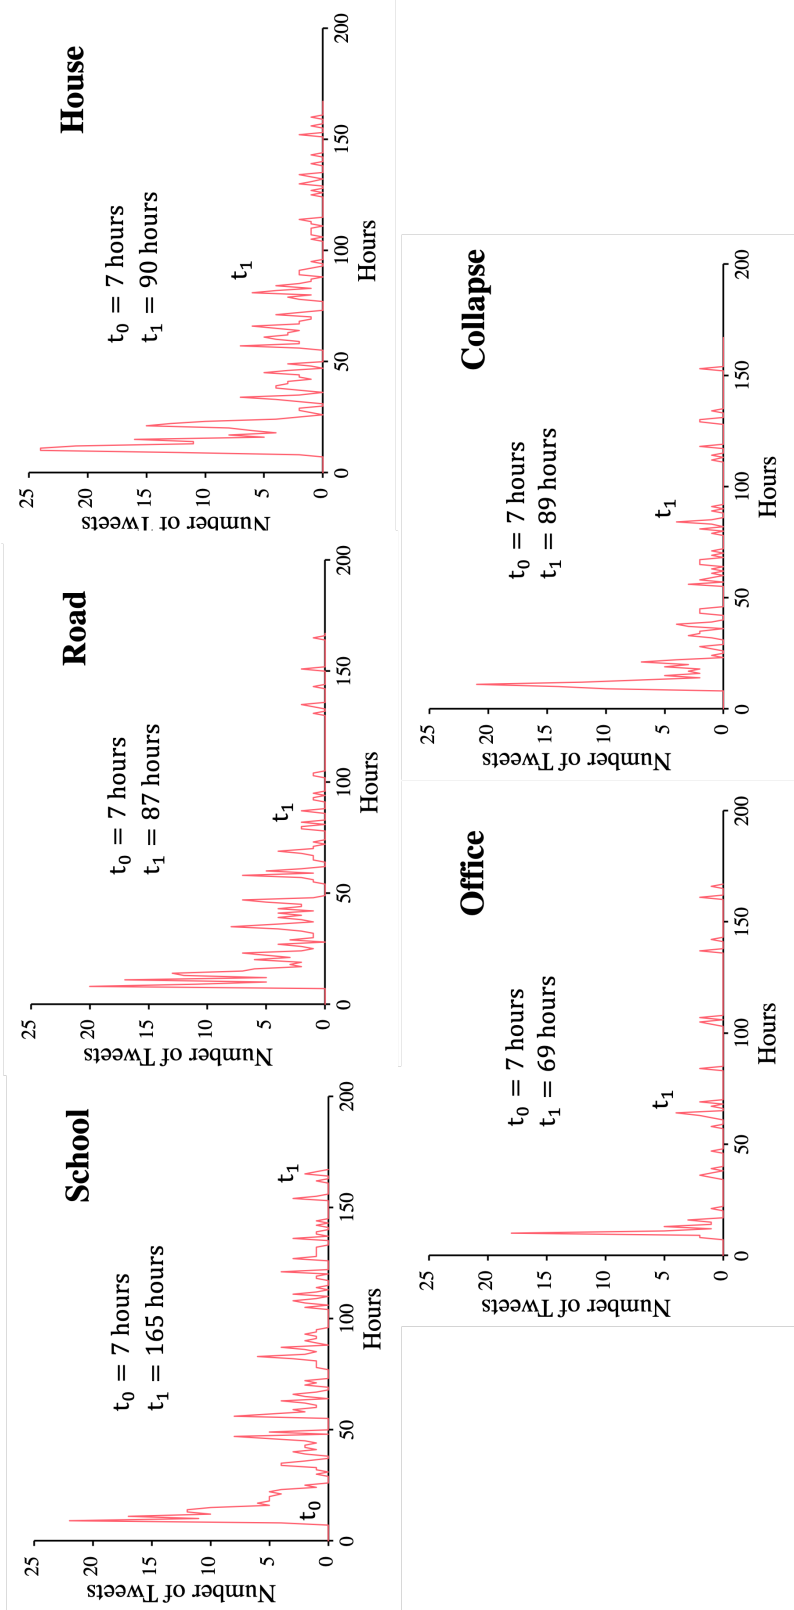 School
t₀ = 7 hours
t₁ = 165 hours
t₀
t₁
Number of Tweets
25
20
15
10
5
0
0
50
100
150
200
Hours
Road
t₀ = 7 hours
t₁ = 87 hours
t₁
Number of Tweets
25
20
15
10
5
0
0
50
100
150
200
Hours
House
t₀ = 7 hours
t₁ = 90 hours
t₁
Number of Tweets
25
20
15
10
5
0
0
50
100
150
200
Hours
Office
t₀ = 7 hours
t₁ = 69 hours
t₁
Number of Tweets
25
20
15
10
5
0
0
50
100
150
200
Hours
Collapse
t₀ = 7 hours
t₁ = 89 hours
t₁
Number of Tweets
25
20
15
10
5
0
0
50
100
150
200
Hours